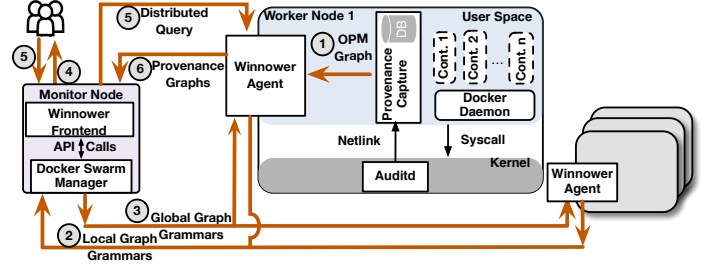 5
4
Monitor Node
Winnower
Frontend
API Calls
Docker Swarm
Manager
5 Distributed
Query
6 Provenance
Graphs
Winnower
Agent
Worker Node 1
User Space
1 OPM
Graph
DB
Provenance
Capture
Cont. 1
Cont. 2
...
Cont. n
Docker
Daemon
Netlink
Syscall
Kernel
Auditd
Winnower
Agent
3 Global Graph
Grammars
2 Local Graph
Grammars